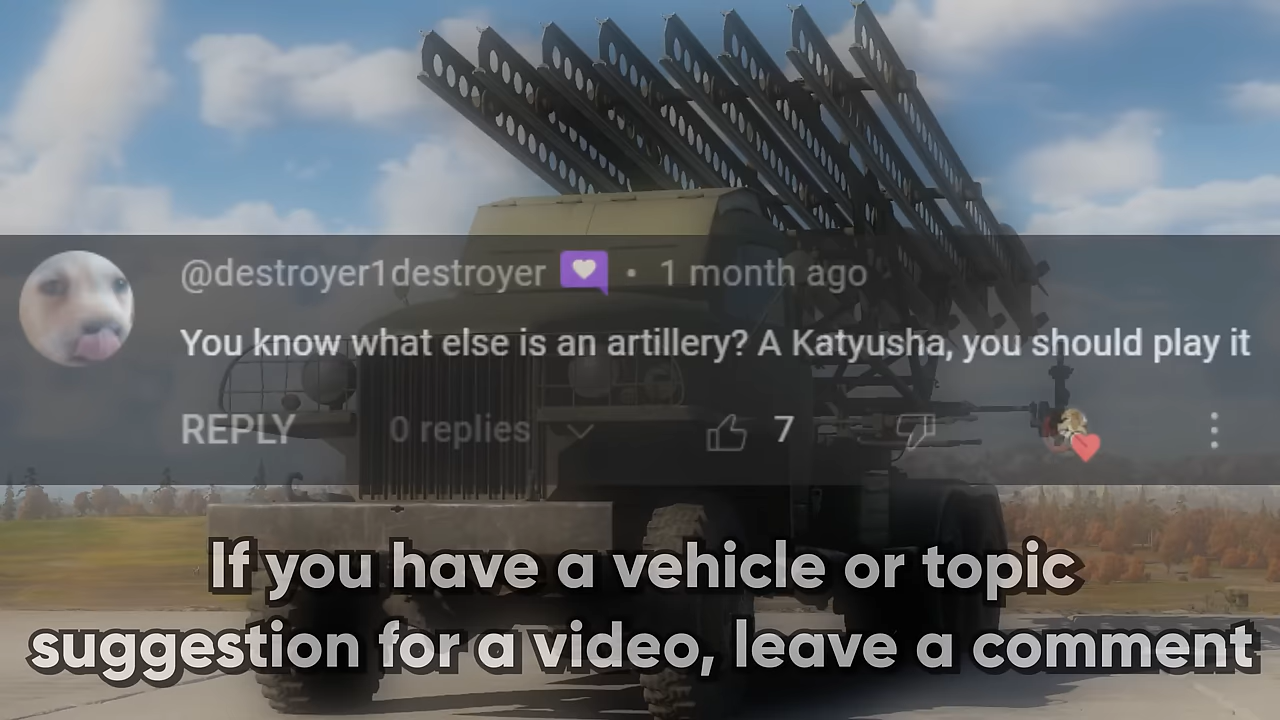 @destroyer1destroyer • 1 month ago
You know what else is an artillery? A Katyusha, you should play it
REPLY 0 replies 7
If you have a vehicle or topic
suggestion for a video, leave a comment